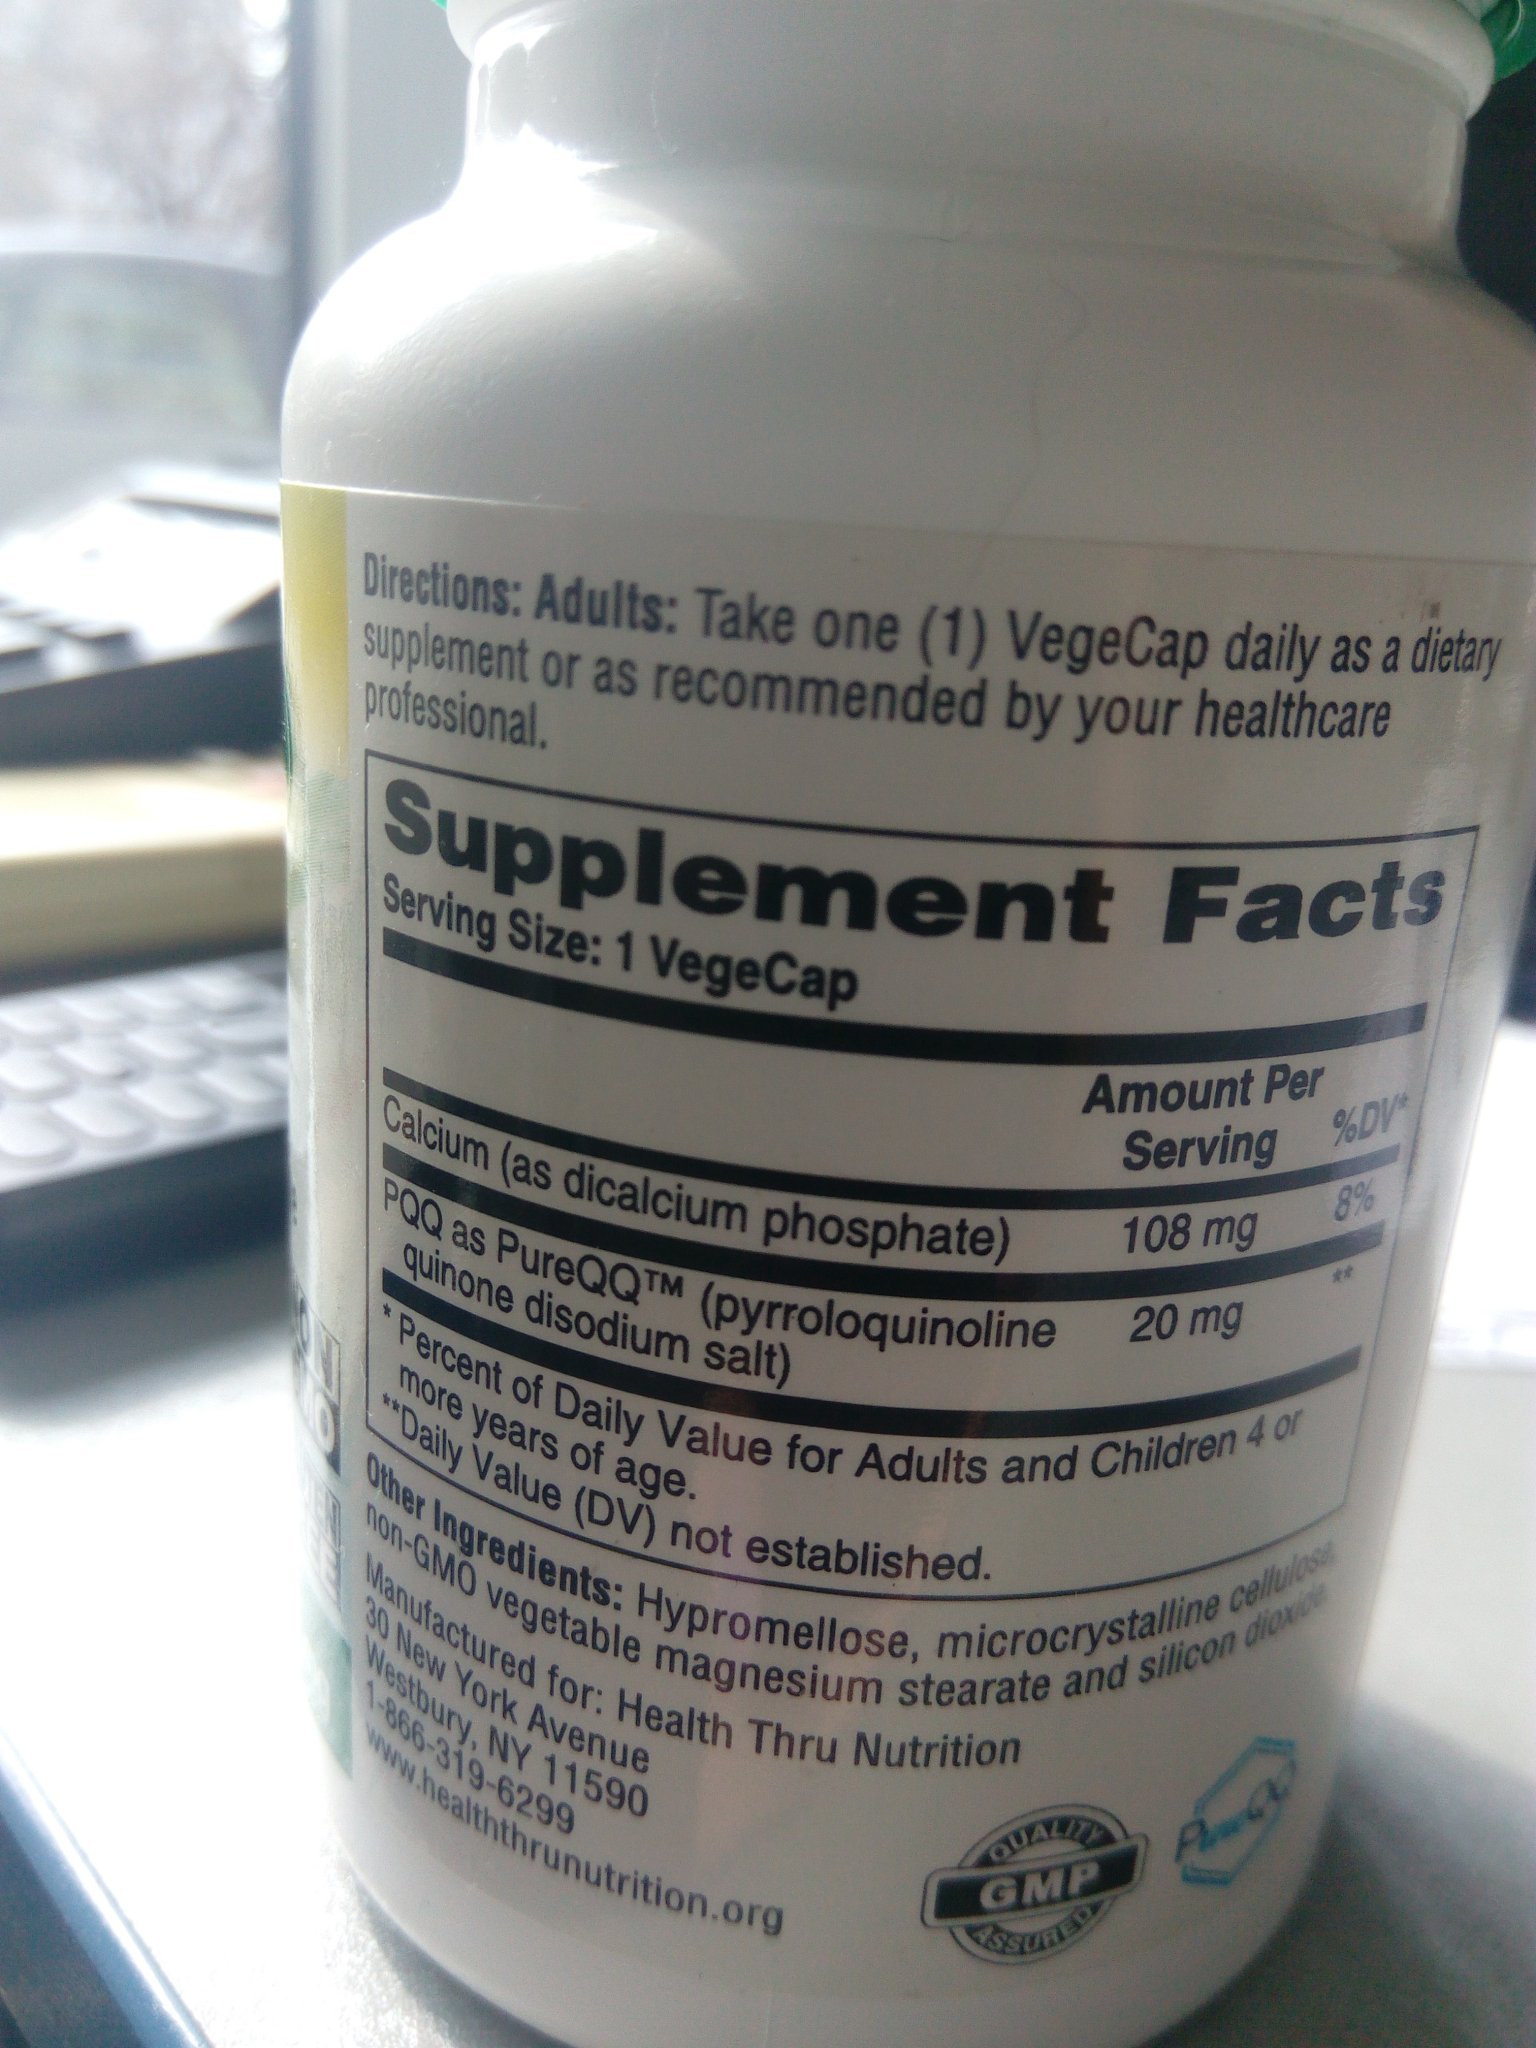 Directions: Adults: Take one (1) VegeCap daily as a dietary
supplement or as recommended by your healthcare
professional.
Supplement Facts
Serving Size: 1 VegeCap
Amount Per
Serving %DV*
Calcium (as dicalcium phosphate) 108 mg 8%
PQQ as PureQQ™ (pyrroloquinoline 20 mg **
quinone disodium salt)
* Percent of Daily Value for Adults and Children 4 or
more years of age.
**Daily Value (DV) not established.
Other Ingredients: Hypromellose, microcrystalline cellulose,
non-GMO vegetable magnesium stearate and silicon dioxide.
Manufactured for: Health Thru Nutrition
30 New York Avenue
Westbury, NY 11590
1-866-319-6299
www.healththrunutrition.org
QUALITY
GMP
ASSURED
PureQQ